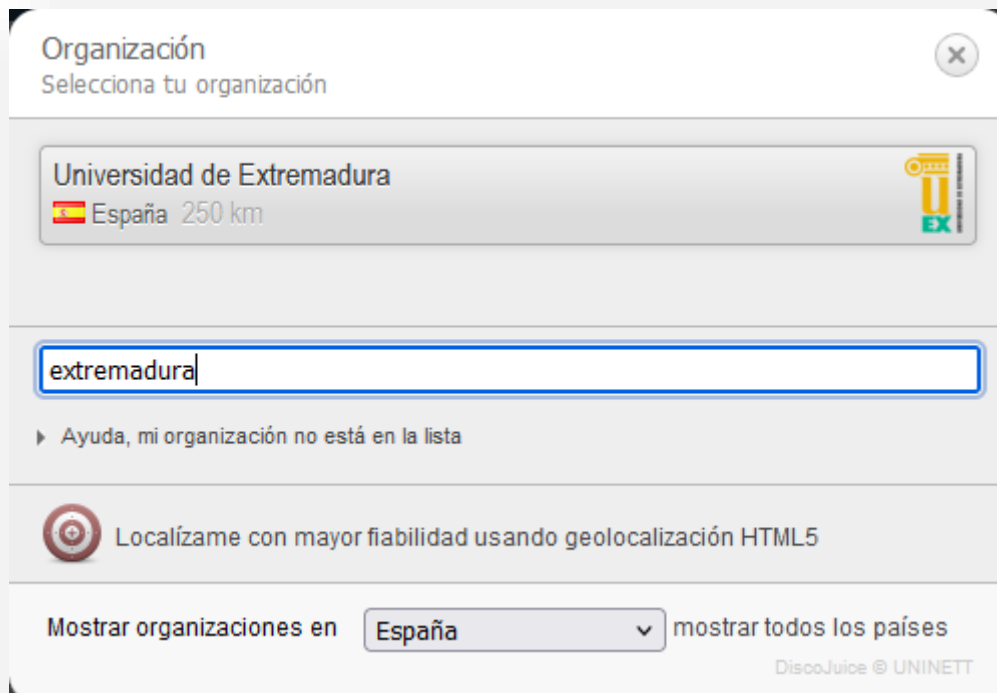 Organización
Selecciona tu organización
Universidad de Extremadura
España 250 km
UEX
extremadura
Ayuda, mi organización no está en la lista
Localízame con mayor fiabilidad usando geolocalización HTML5
Mostrar organizaciones en España mostrar todos los países
DiscoJuice © UNINETT